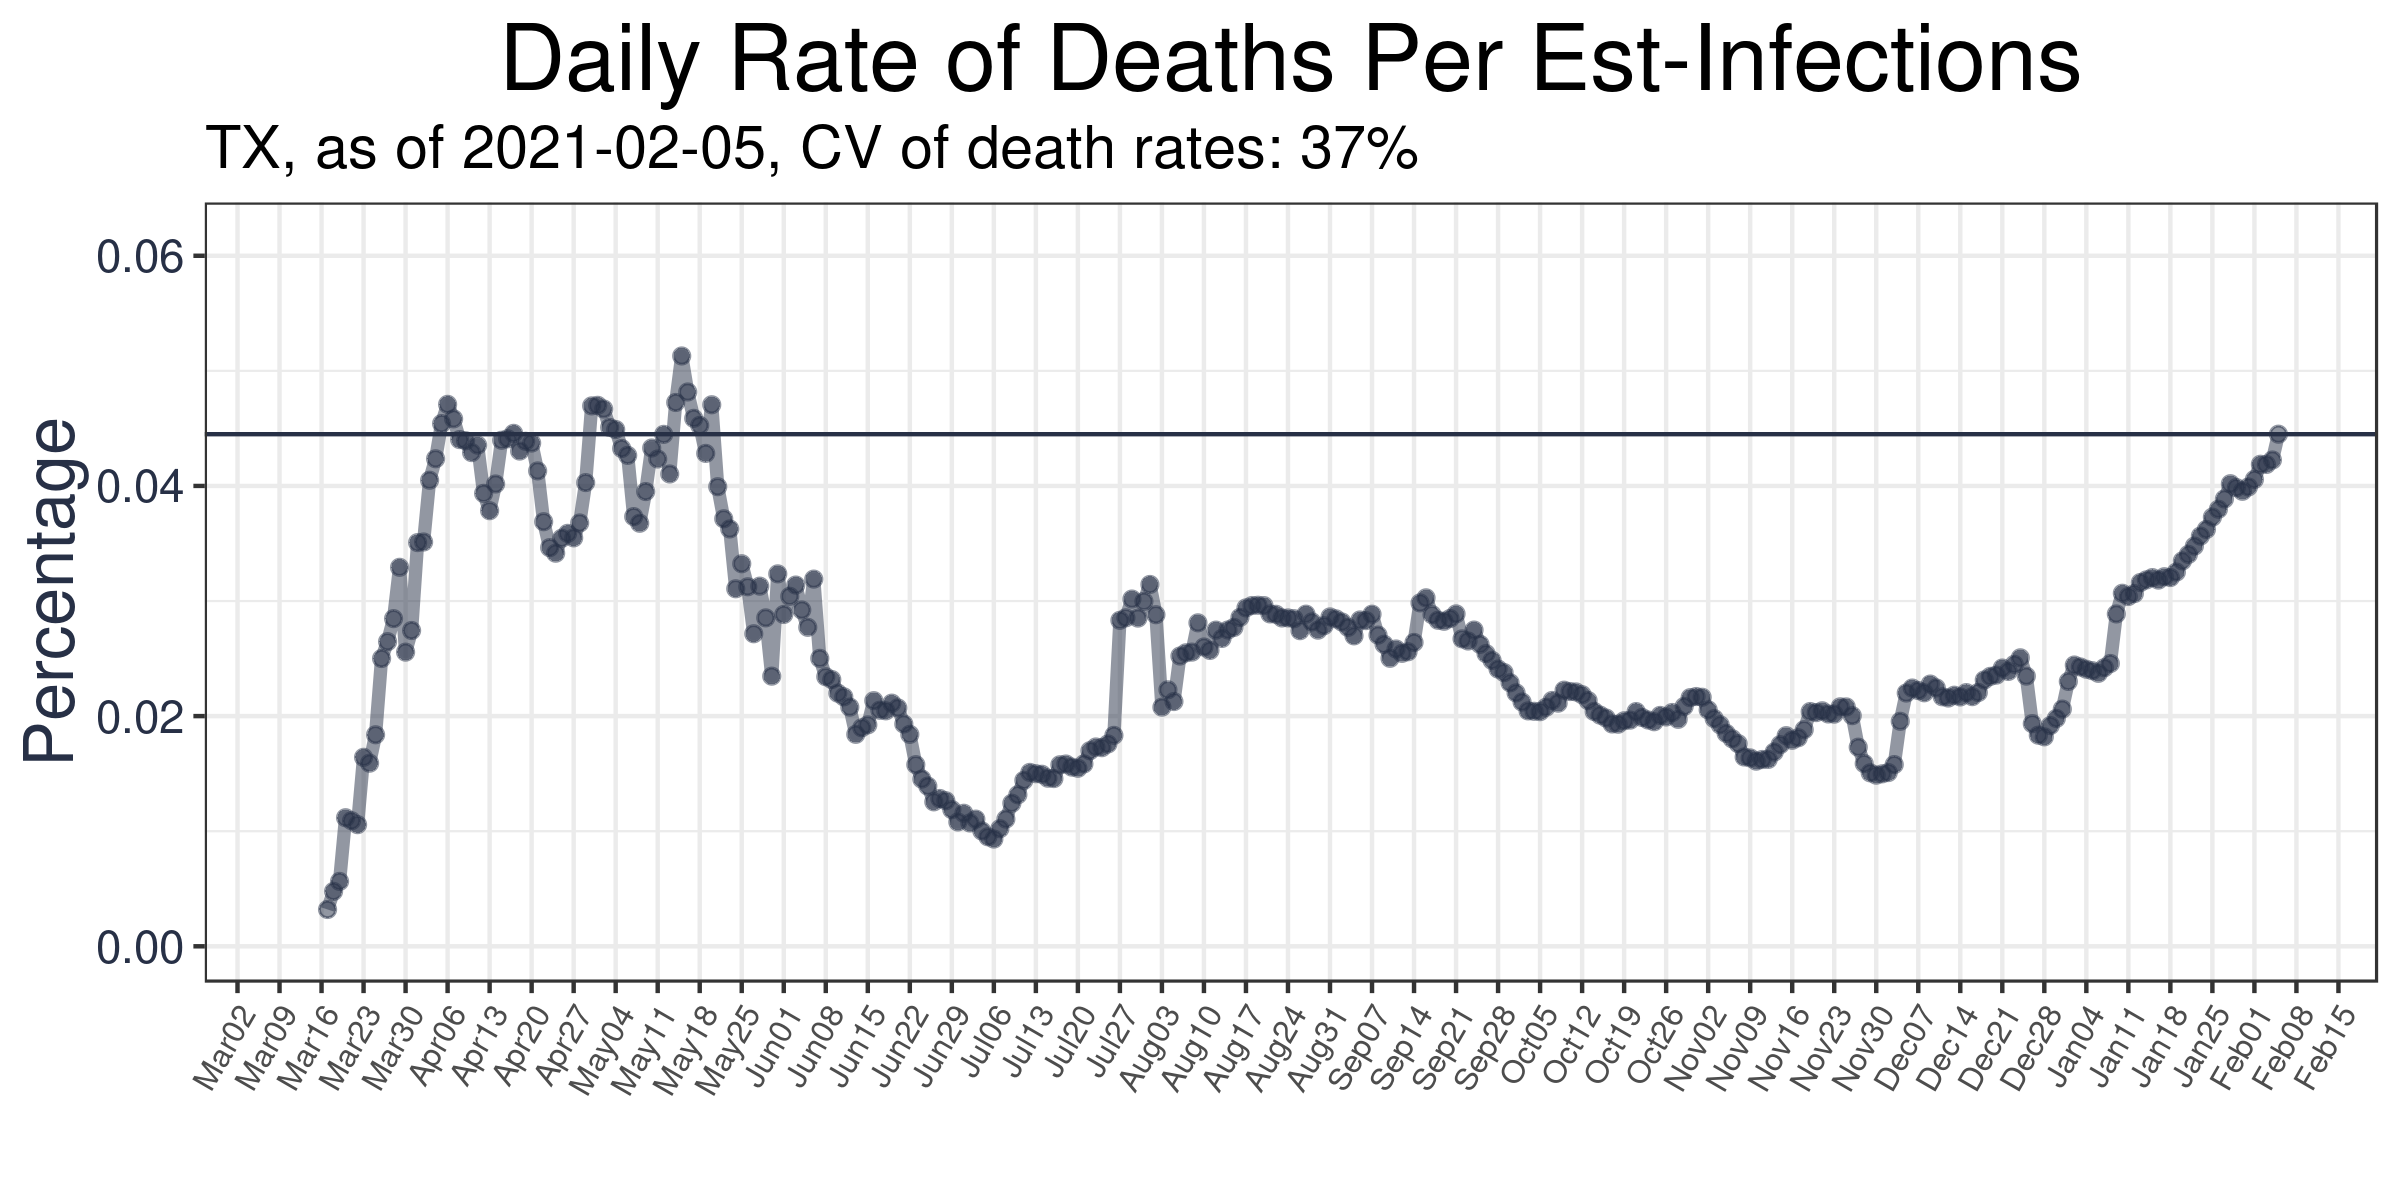 Daily Rate of Deaths Per Est-Infections
TX, as of 2021-02-05, CV of death rates: 37%
Percentage
0.06
0.04
0.02
0.00
Mar02
Mar09
Mar16
Mar23
Mar30
Apr06
Apr13
Apr20
Apr27
May04
May11
May18
May25
Jun01
Jun08
Jun15
Jun22
Jun29
Jul06
Jul13
Jul20
Jul27
Aug03
Aug10
Aug17
Aug24
Aug31
Sep07
Sep14
Sep21
Sep28
Oct05
Oct12
Oct19
Oct26
Nov02
Nov09
Nov16
Nov23
Nov30
Dec07
Dec14
Dec21
Dec28
Jan04
Jan11
Jan18
Jan25
Feb01
Feb08
Feb15